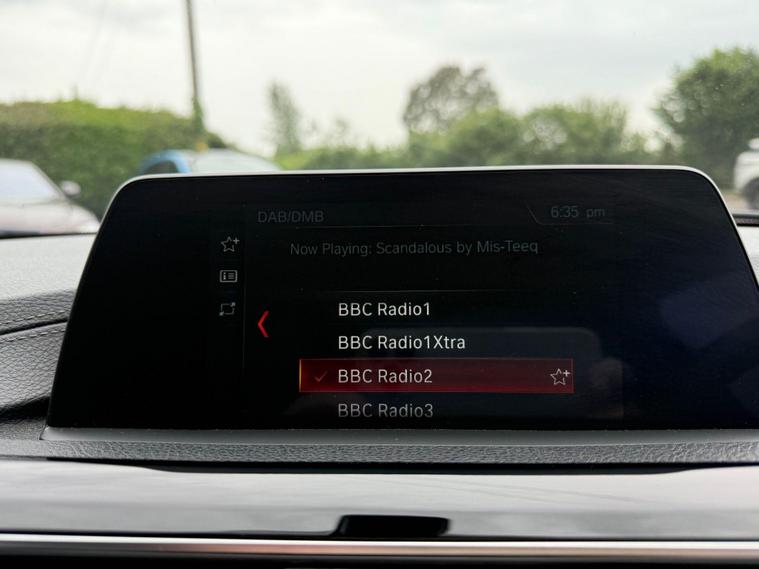 DAB/DMB
6:35 pm
Now Playing: Scandalous by Mis-Teeq
BBC Radio1
BBC Radio1Xtra
BBC Radio2
BBC Radio3